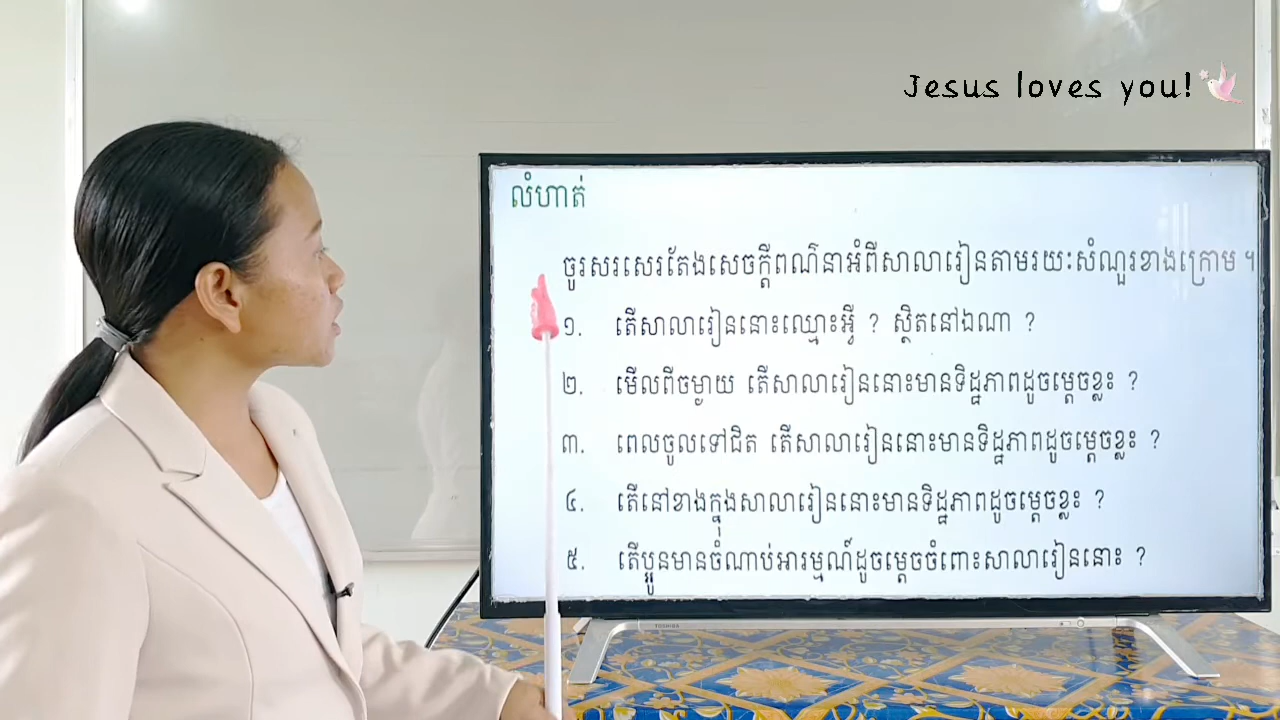 Jesus loves you!
លំហាត់
ចូរសរសេរតែងសេចក្ដីពណ៌នាអំពីសាលារៀនតាមរយៈសំណួរខាងក្រោម ។
១. តើសាលារៀននោះឈ្មោះអ្វី ? ស្ថិតនៅឯណា ?
២. មើលពីចម្ងាយ តើសាលារៀននោះមានទិដ្ឋភាពដូចម្ដេចខ្លះ ?
៣. ពេលចូលទៅជិត តើសាលារៀននោះមានទិដ្ឋភាពដូចម្ដេចខ្លះ ?
៤. តើនៅខាងក្នុងសាលារៀននោះមានទិដ្ឋភាពដូចម្ដេចខ្លះ ?
៥. តើប្អូនមានចំណាប់អារម្មណ៍ដូចម្ដេចចំពោះសាលារៀននោះ ?
TOSHIBA